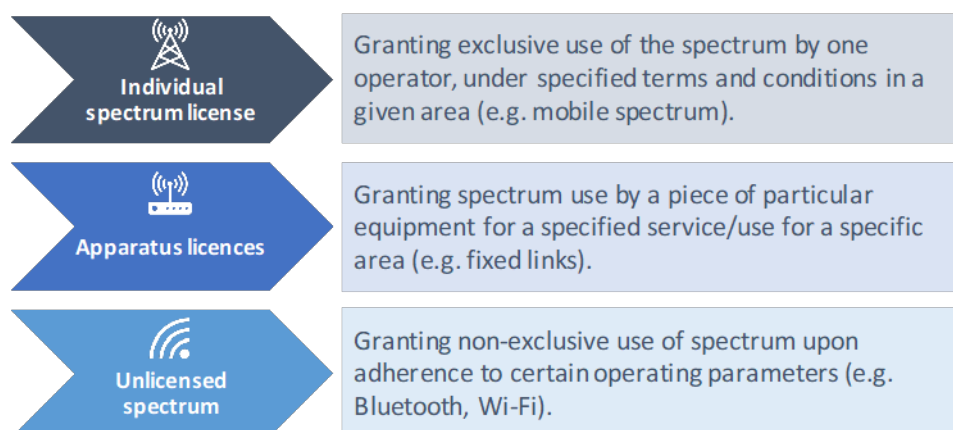 Individual
spectrum license
Granting exclusive use of the spectrum by one
operator, under specified terms and conditions in a
given area (e.g. mobile spectrum).
Apparatus licences
Granting spectrum use by a piece of particular
equipment for a specified service/use for a specific
area (e.g. fixed links).
Unlicensed
spectrum
Granting non-exclusive use of spectrum upon
adherence to certain operating parameters (e.g.
Bluetooth, Wi-Fi).